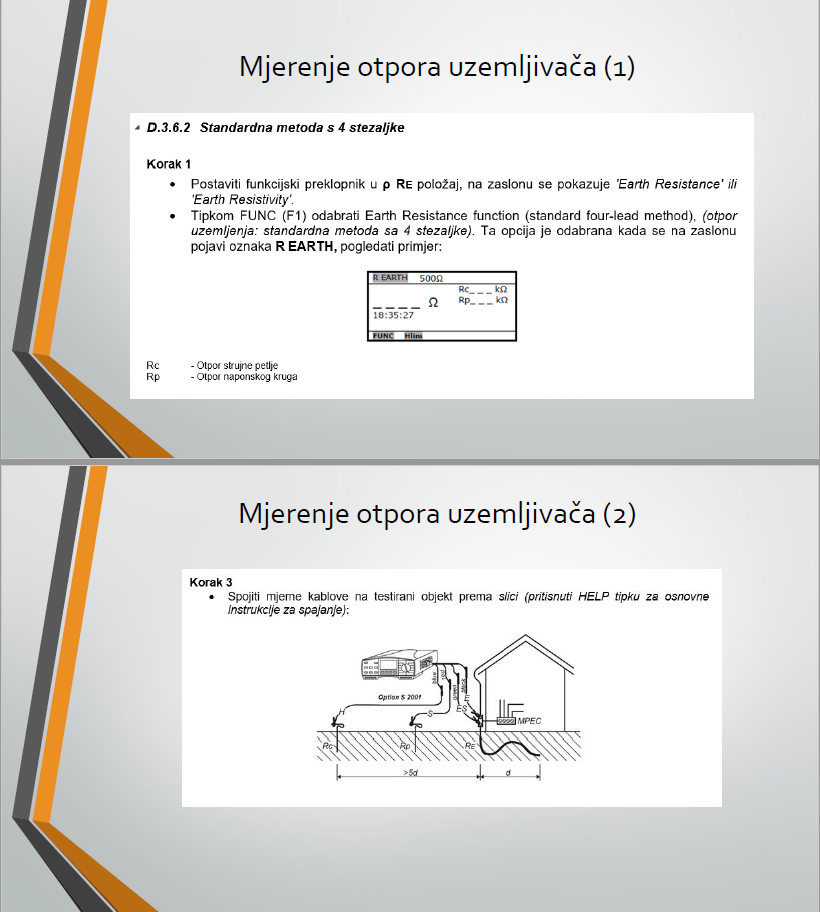 Mjerenje otpora uzemljivača (1)
D.3.6.2 Standardna metoda s 4 stezaljke
Korak 1
• Postaviti funkcijski preklopnik u ρ RE položaj, na zaslonu se pokazuje 'Earth Resistance' ili
'Earth Resistivity'.
• Tipkom FUNC (F1) odabrati Earth Resistance function (standard four-lead method), (otpor
uzemljenja: standardna metoda sa 4 stezaljke). Ta opcija je odabrana kada se na zaslonu
pojavi oznaka R EARTH, pogledati primjer:
R EARTH 500Ω
Rc_ _ _ kΩ
_ _ _ _ Ω Rp_ _ _ kΩ
18:35:27
FUNC Hlim
Rc - Otpor strujne petlje
Rp - Otpor naponskog kruga
Mjerenje otpora uzemljivača (2)
Korak 3
• Spojiti mjerne kablove na testirani objekt prema slici (pritisnuti HELP tipku za osnovne
instrukcije za spajanje):
blue
red
green
black
Option S 2001
E
H
S
ES
MPEC
Rc
Rp
RE
>5d
d